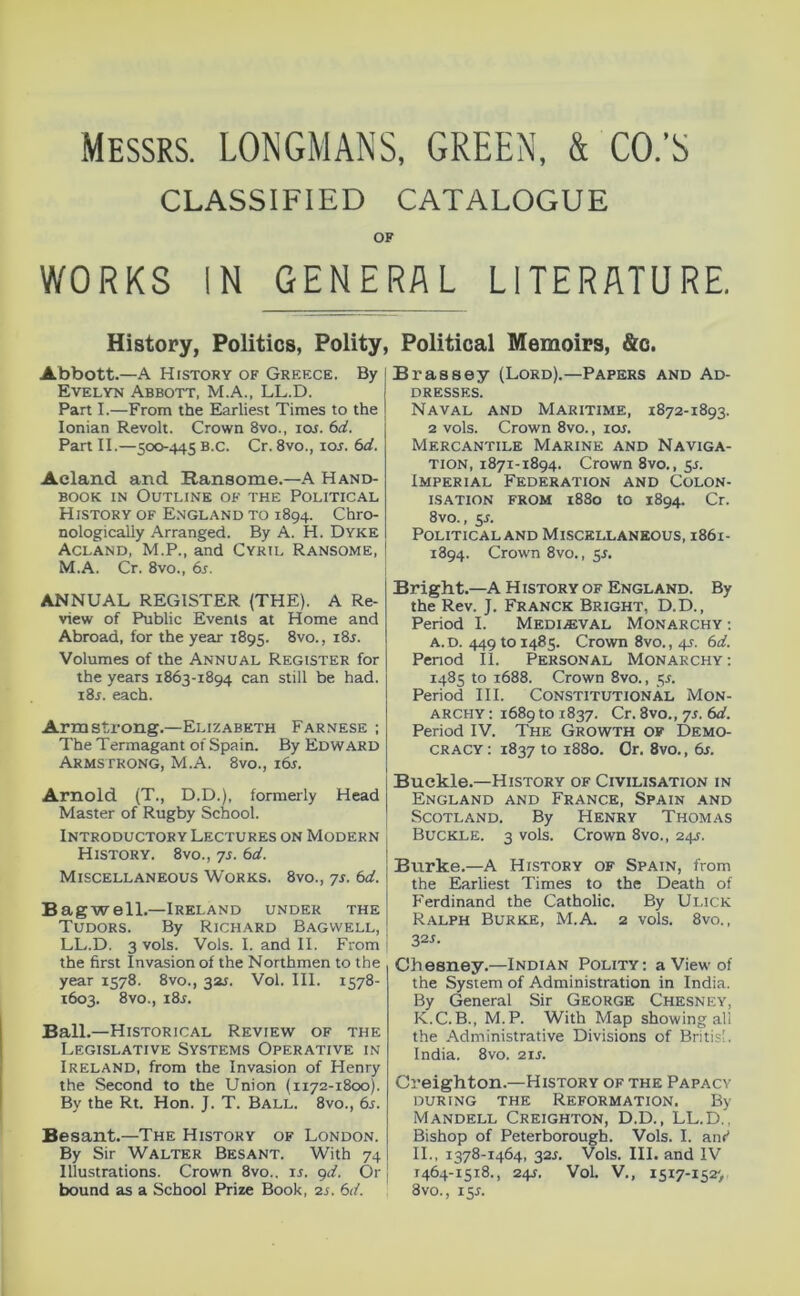 MESSRS. LONGMANS, GREEN, & CO.'S
CLASSIFIED CATALOGUE
OF
WORKS IN GENERAL LITERATURE.
History, Politics, Polity, Political Memoirs, &c.
Abbott.—A HISTORY OF GREECE. By
EVELYN ABBOTT, M.A., LL.D.
Part I.—From the Earliest Times to the
Ionian Revolt. Crown 8vo., 10s. 6d.
Part II.—500-445 B.C. Cr. 8vo., 10s. 6d.
Acland and Ransome.—A HAND-
BOOK IN OUTLINE OF THE POLITICAL
HISTORY OF ENGLAND TO 1894. Chro-
nologically Arranged. By A. H. DYKE
ACLAND, M.P., and CYRIL RANSOME,
M.A. Cr. 8vo., 6s.
ANNUAL REGISTER (THE). A Re-
view of Public Events at Home and
Abroad, for the year 1895. 8vo., 18s.
Volumes of the ANNUAL REGISTER for
the years 1863-1894 can still be had.
18s. each.
Armstrong.—ELIZABETH FARNESE ;
The Termagant of Spain. By EDWARD
ARMSTRONG, M.A. 8vo., 16s.
Arnold (T., D.D.), formerly Head
Master of Rugby School.
INTRODUCTORY LECTURES ON MODERN
HISTORY. 8vo., 7s. 6d.
MISCELLANEOUS WORKS. 8vo., 7s. 6d.
Bagwell.—IRELAND UNDER THE
TUDORS. By RICHARD BAGWELL,
LL.D. 3 vols. Vols. I. and II. From
the first Invasion of the Northmen to the
year 1578. 8vo., 32s. Vol. III. 1578-
1603. 8vo., 18s.
Ball.—HISTORICAL REVIEW OF THE
LEGISLATIVE SYSTEMS OPERATIVE IN
IRELAND, from the Invasion of Henry
the Second to the Union (1172-1800).
By the Rt. Hon. J. T. BALL. 8vo., 6s.
Besant.—THE HISTORY OF LONDON.
By Sir WALTER BESANT. With 74
Illustrations. Crown 8vo., 1s. 9d. Or
bound as a School Prize Book, 2s. 6d.
Brassey (LORD).—PAPERS AND AD-
DRESSES.
NAVAL AND MARITIME, 1872-1893.
2 vols. Crown 8vo., 10s.
MERCANTILE MARINE AND NAVIGA-
TION, 1871-1894. Crown 8vo., 5s.
IMPERIAL FEDERATION AND COLON-
ISATION FROM 1880 to 1894. Cr.
8vo., 5s.
POLITICAL AND MISCELLANEOUS, 1861-
1894. Crown 8vo., 5s.
Bright.—A HISTORY OF ENGLAND. By
the Rev. J. FRANCK BRIGHT, D.D.,
Period I. MEDIÆVAL MONARCHY :
A.D. 449 to 1485. Crown 8vo., 4s. 6d.
Period II. PERSONAL MONARCHY :
1485 to 1688. Crown 8vo., 5s.
Period III. CONSTITUTIONAL MON-
ARCHY : 1689 to 1837. Cr. 8vo., 7s. 6d.
Period IV. THE GROWTH OF DEMO-
CRACY : 1837 to 1880. Cr. 8vo., 6s.
Buckle.—HISTORY OF CIVILISATION IN
ENGLAND AND FRANCE, SPAIN AND
SCOTLAND. By HENRY THOMAS
BUCKLE. 3 vols. Crown 8vo., 24s.
Burke.—A HISTORY OF SPAIN, from
the Earliest Times to the Death of
Ferdinand the Catholic. By ULICK
RALPH BURKE, M.A. 2 vols. 8vo.,
32s.
Chesney.—INDIAN POLITY : a View of
the System of Administration in India.
By General Sir GEORGE CHESNEY,
K.C.B., M.P. With Map showing all
the Administrative Divisions of British
India. 8vo. 21s.
Creighton.—HISTORY OF THE PAPACY
DURING THE REFORMATION. By
MANDELL CREIGHTON, D.D., LL.D.,
Bishop of Peterborough. Vols. I. and
II., 1378-1464, 32s. Vols. III. and IV
1464-1518., 24s. Vol. V., 1517-
8vo., 15s.